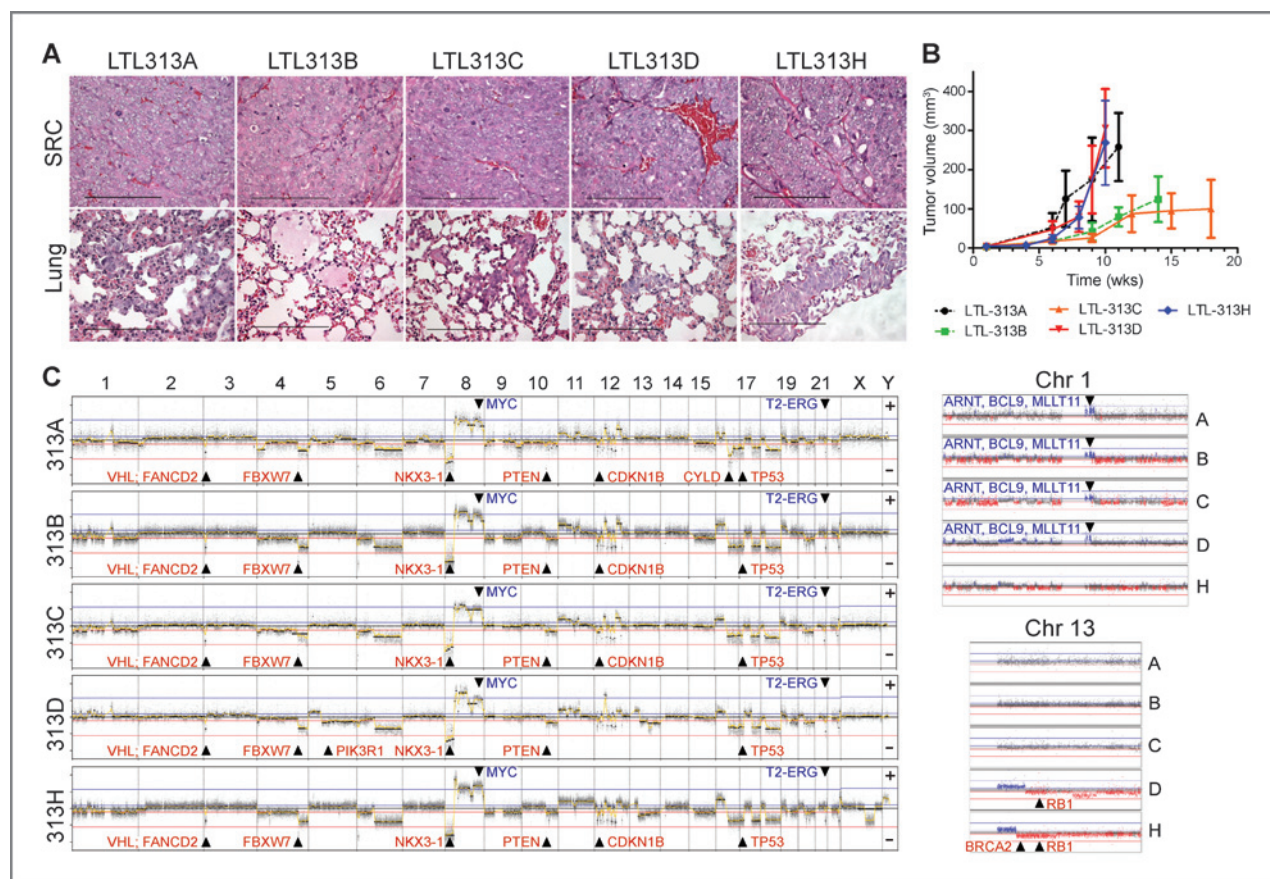 A
LTL313A LTL313B LTL313C LTL313D LTL313H
SRC
Lung
B
Tumor volume (mm³)
400
300
200
100
0
0 5 10 15 20
Time (wks)
LTL-313A LTL-313C LTL-313H
LTL-313B LTL-313D
C
1 2 3 4 5 6 7 8 9 10 11 12 13 14 15 17 19 21 X Y
313A
MYC T2-ERG +
VHL; FANCD2 FBXW7 NKX3-1 PTEN CDKN1B CYLD TP53 −
313B
MYC T2-ERG +
VHL; FANCD2 FBXW7 NKX3-1 PTEN CDKN1B TP53 −
313C
MYC T2-ERG +
VHL; FANCD2 FBXW7 NKX3-1 PTEN CDKN1B TP53 −
313D
MYC T2-ERG +
VHL; FANCD2 FBXW7 PIK3R1 NKX3-1 PTEN TP53 −
313H
MYC T2-ERG +
VHL; FANCD2 FBXW7 NKX3-1 PTEN CDKN1B TP53 −
Chr 1
ARNT, BCL9, MLLT11 A
ARNT, BCL9, MLLT11 B
ARNT, BCL9, MLLT11 C
ARNT, BCL9, MLLT11 D
H
Chr 13
A
B
C
D
RB1
H
BRCA2 RB1